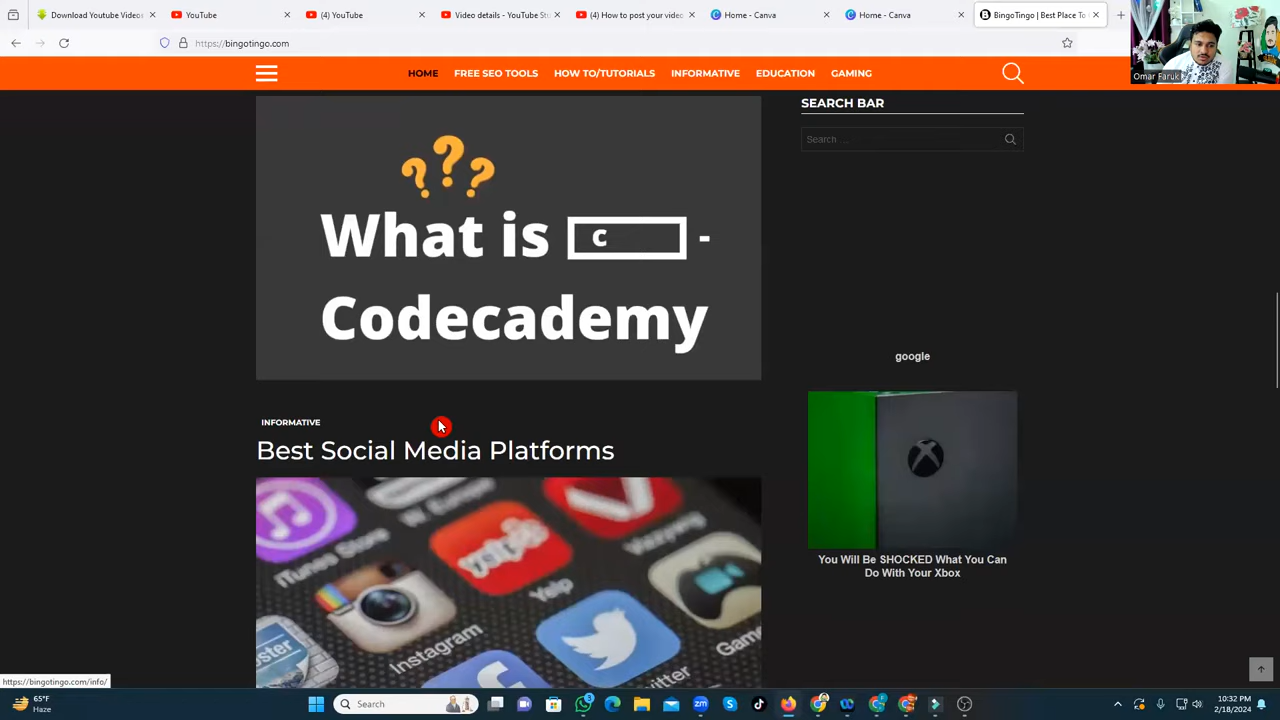 Download Youtube Videos
YouTube
(4) YouTube
Video details - YouTube Stu
(4) How to post your video
Home - Canva
Home - Canva
BingoTingo | Best Place To
https://bingotingo.com
Omar Faruk
HOME
FREE SEO TOOLS
HOW TO/TUTORIALS
INFORMATIVE
EDUCATION
GAMING
SEARCH BAR
Search …
???
What is c -
Codecademy
google
INFORMATIVE
Best Social Media Platforms
You Will Be SHOCKED What You Can
Do With Your Xbox
iTunes Store
Yelp
Instagram
https://bingotingo.com/info/
65°F
Haze
Search
3
10:32 PM
2/18/2024